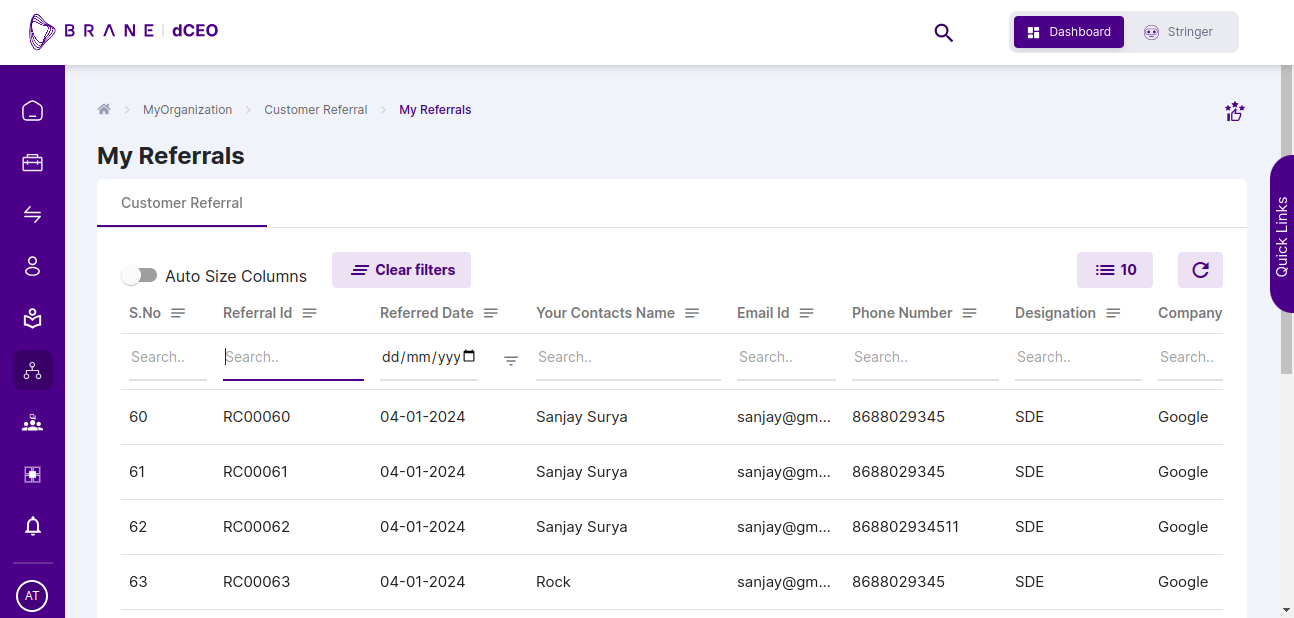 BRANE | dCEO
Dashboard
Stringer
MyOrganization > Customer Referral > My Referrals
My Referrals
Quick Links
Customer Referral
Auto Size Columns
Clear filters
10
S.No Referral Id Referred Date Your Contacts Name Email Id Phone Number Designation Company
Search.. Search.. dd/mm/yyy Search.. Search.. Search.. Search.. Search..
60 RC00060 04-01-2024 Sanjay Surya sanjay@gm... 8688029345 SDE Google
61 RC00061 04-01-2024 Sanjay Surya sanjay@gm... 8688029345 SDE Google
62 RC00062 04-01-2024 Sanjay Surya sanjay@gm... 868802934511 SDE Google
63 RC00063 04-01-2024 Rock sanjay@gm... 8688029345 SDE Google
AT